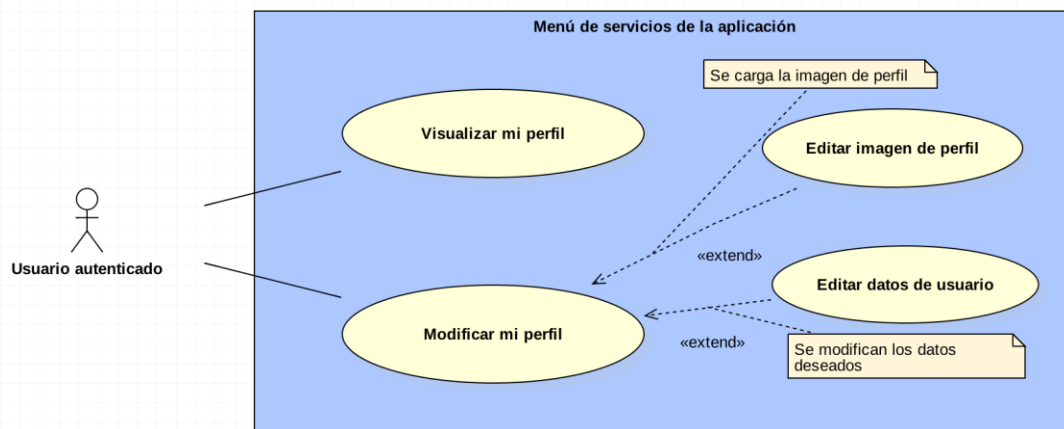 Menú de servicios de la aplicación
Se carga la imagen de perfil
Visualizar mi perfil
Editar imagen de perfil
Usuario autenticado
«extend»
Editar datos de usuario
Modificar mi perfil
«extend»
Se modifican los datos
deseados